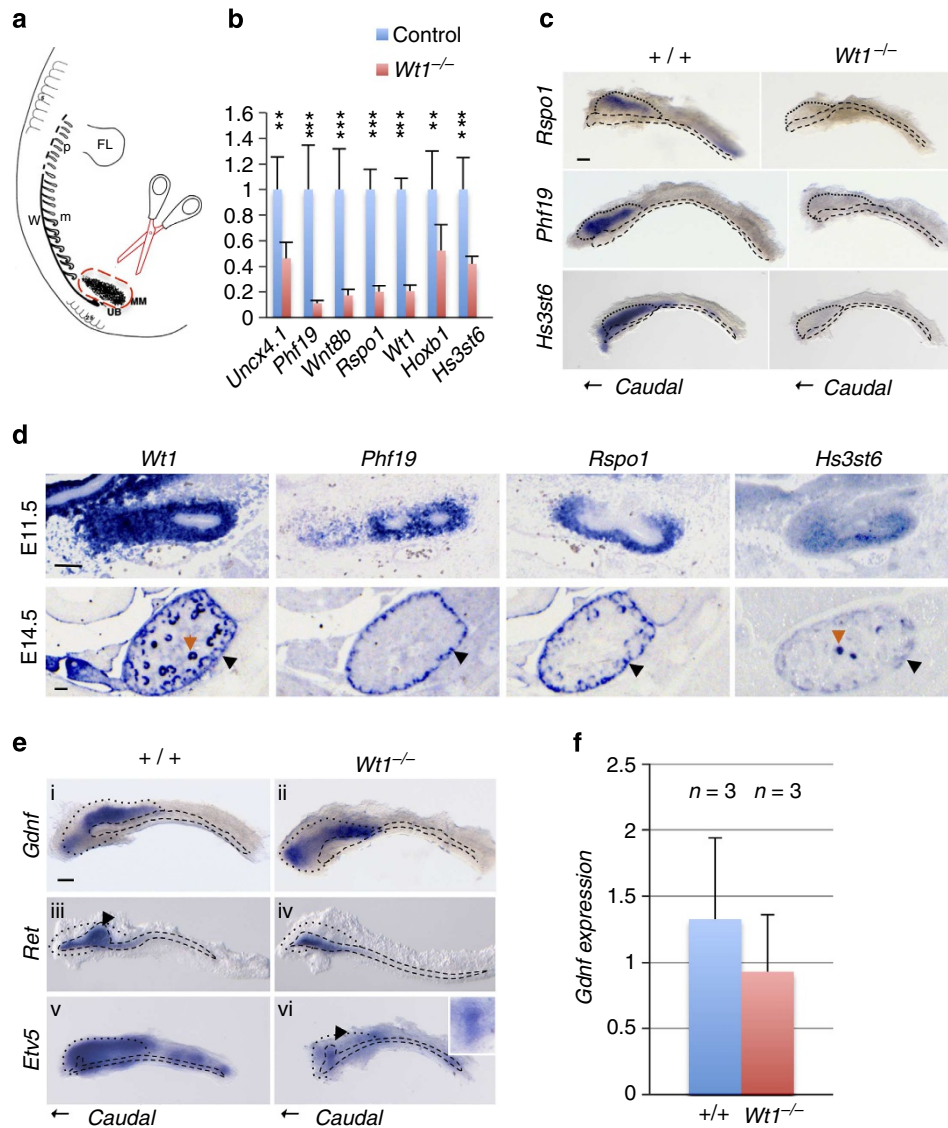 a
p
FL
W
m
MM
UB
b
Control
Wt1–/–
** *** *** *** *** ** ***
1.6
1.4
1.2
1
0.8
0.6
0.4
0.2
0
Uncx4.1
Phf19
Wnt8b
Rspo1
Wt1
Hoxb1
Hs3st6
c
+ / + Wt1–/–
Rspo1
Phf19
Hs3st6
← Caudal ← Caudal
d
Wt1 Phf19 Rspo1 Hs3st6
E11.5
E14.5
e
+ / + Wt1–/–
Gdnf
i ii
Ret
iii iv
Etv5
v vi
← Caudal ← Caudal
f
2.5
n = 3 n = 3
2
1.5
1
0.5
0
Gdnf expression
+/+ Wt1–/–